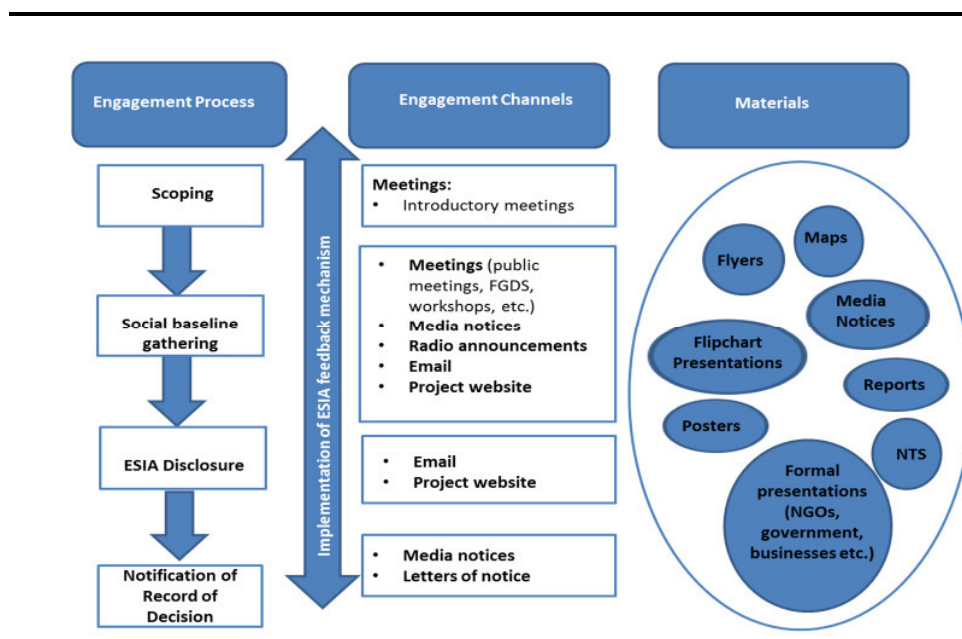 Engagement Process
Engagement Channels
Materials
Scoping
Social baseline
gathering
ESIA Disclosure
Notification of
Record of
Decision
Implementation of ESIA feedback mechanism
Meetings:
• Introductory meetings
• Meetings (public
meetings, FGDS,
workshops, etc.)
• Media notices
• Radio announcements
• Email
• Project website
• Email
• Project website
• Media notices
• Letters of notice
Maps
Flyers
Media
Notices
Flipchart
Presentations
Reports
Posters
NTS
Formal
presentations
(NGOs,
government,
businesses etc.)